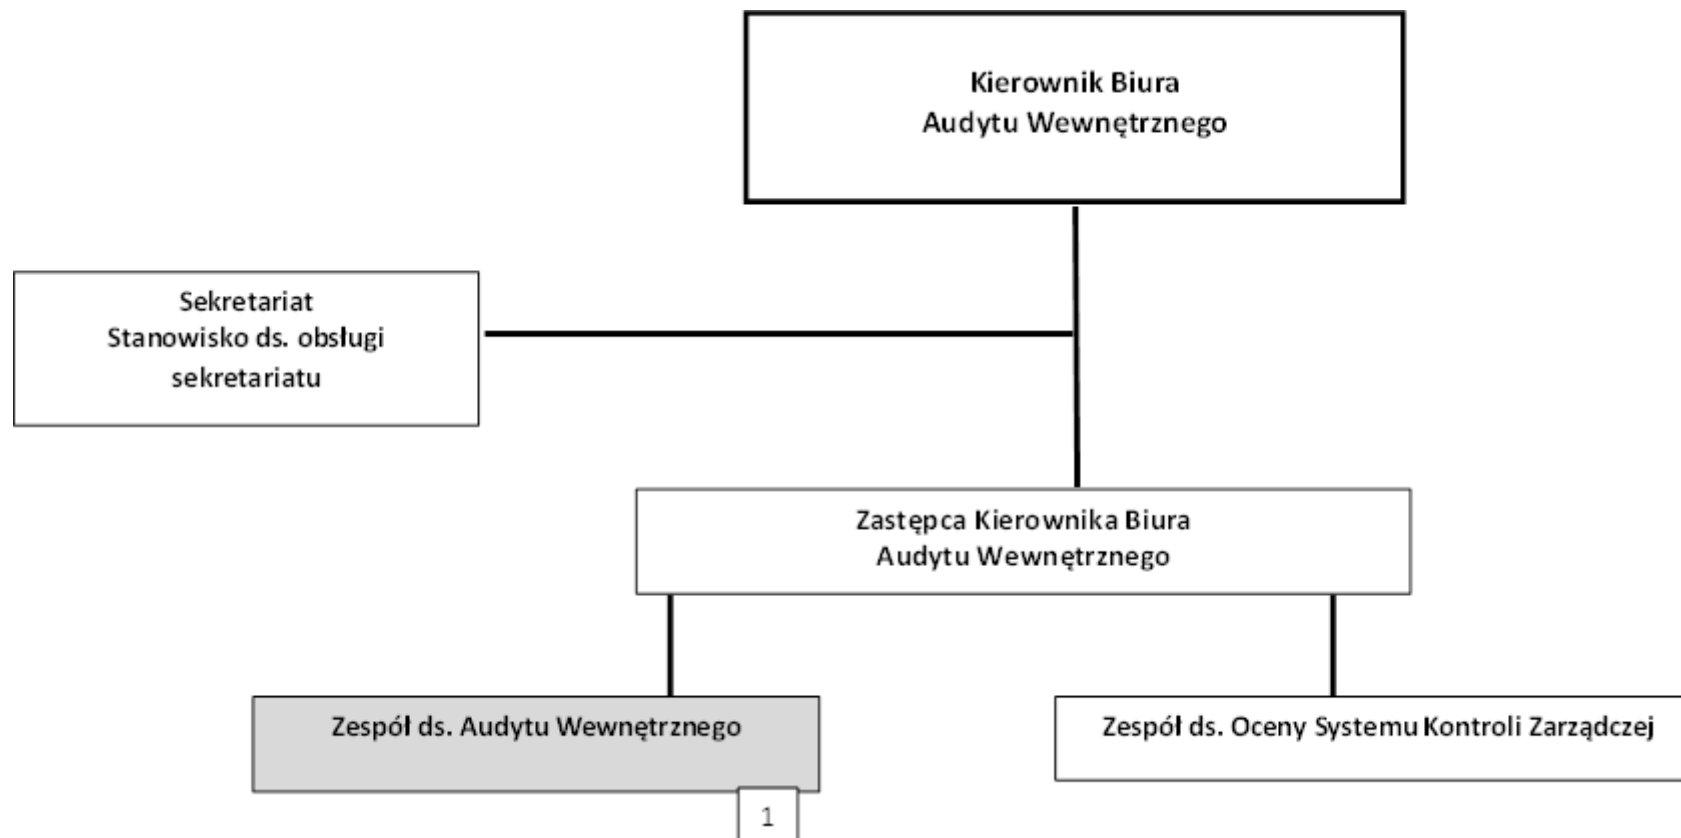 Kierownik Biura
Audytu Wewnętrznego
Sekretariat
Stanowisko ds. obsługi
sekretariatu
Zastępca Kierownika Biura
Audytu Wewnętrznego
Zespół ds. Audytu Wewnętrznego
Zespół ds. Oceny Systemu Kontroli Zarządczej
1